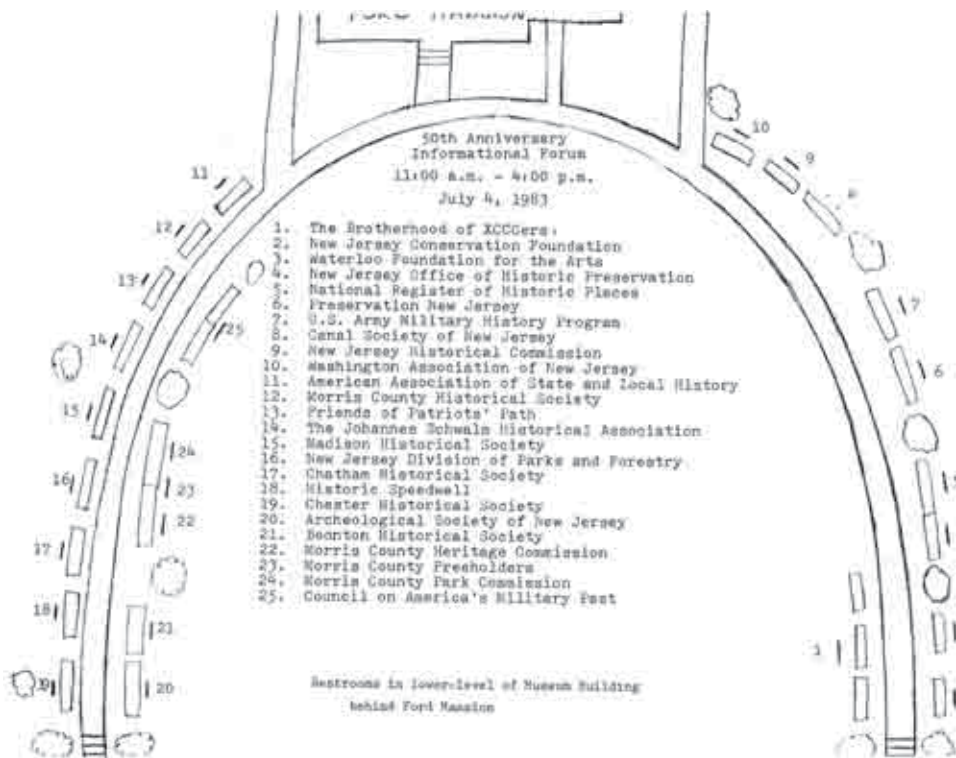 FORD MANSION
50th Anniversary
Informational Forum
11:00 a.m. - 4:00 p.m.
July 4, 1983
1. The Brotherhood of XCCCers.
2. New Jersey Conservation Foundation
3. Waterloo Foundation for the Arts
4. New Jersey Office of Historic Preservation
5. National Register of Historic Places
6. Preservation New Jersey
7. U.S. Army Military History Program
8. Canal Society of New Jersey
9. New Jersey Historical Commission
10. Washington Association of New Jersey
11. American Association of State and Local History
12. Morris County Historical Society
13. Friends of Patriots' Path
14. The Johannes Schwalm Historical Association
15. Madison Historical Society
16. New Jersey Division of Parks and Forestry
17. Chatham Historical Society
18. Historic Speedwell
19. Chester Historical Society
20. Archeological Society of New Jersey
21. Boonton Historical Society
22. Morris County Heritage Commission
23. Morris County Freeholders
24. Morris County Park Commission
25. Council on America's Military Past
Restrooms in lower-level of Museum Building
behind Ford Mansion
11
12
13
14
15
16
17
18
19
25
24
23
22
21
20
10
9
8
7
6
5
1